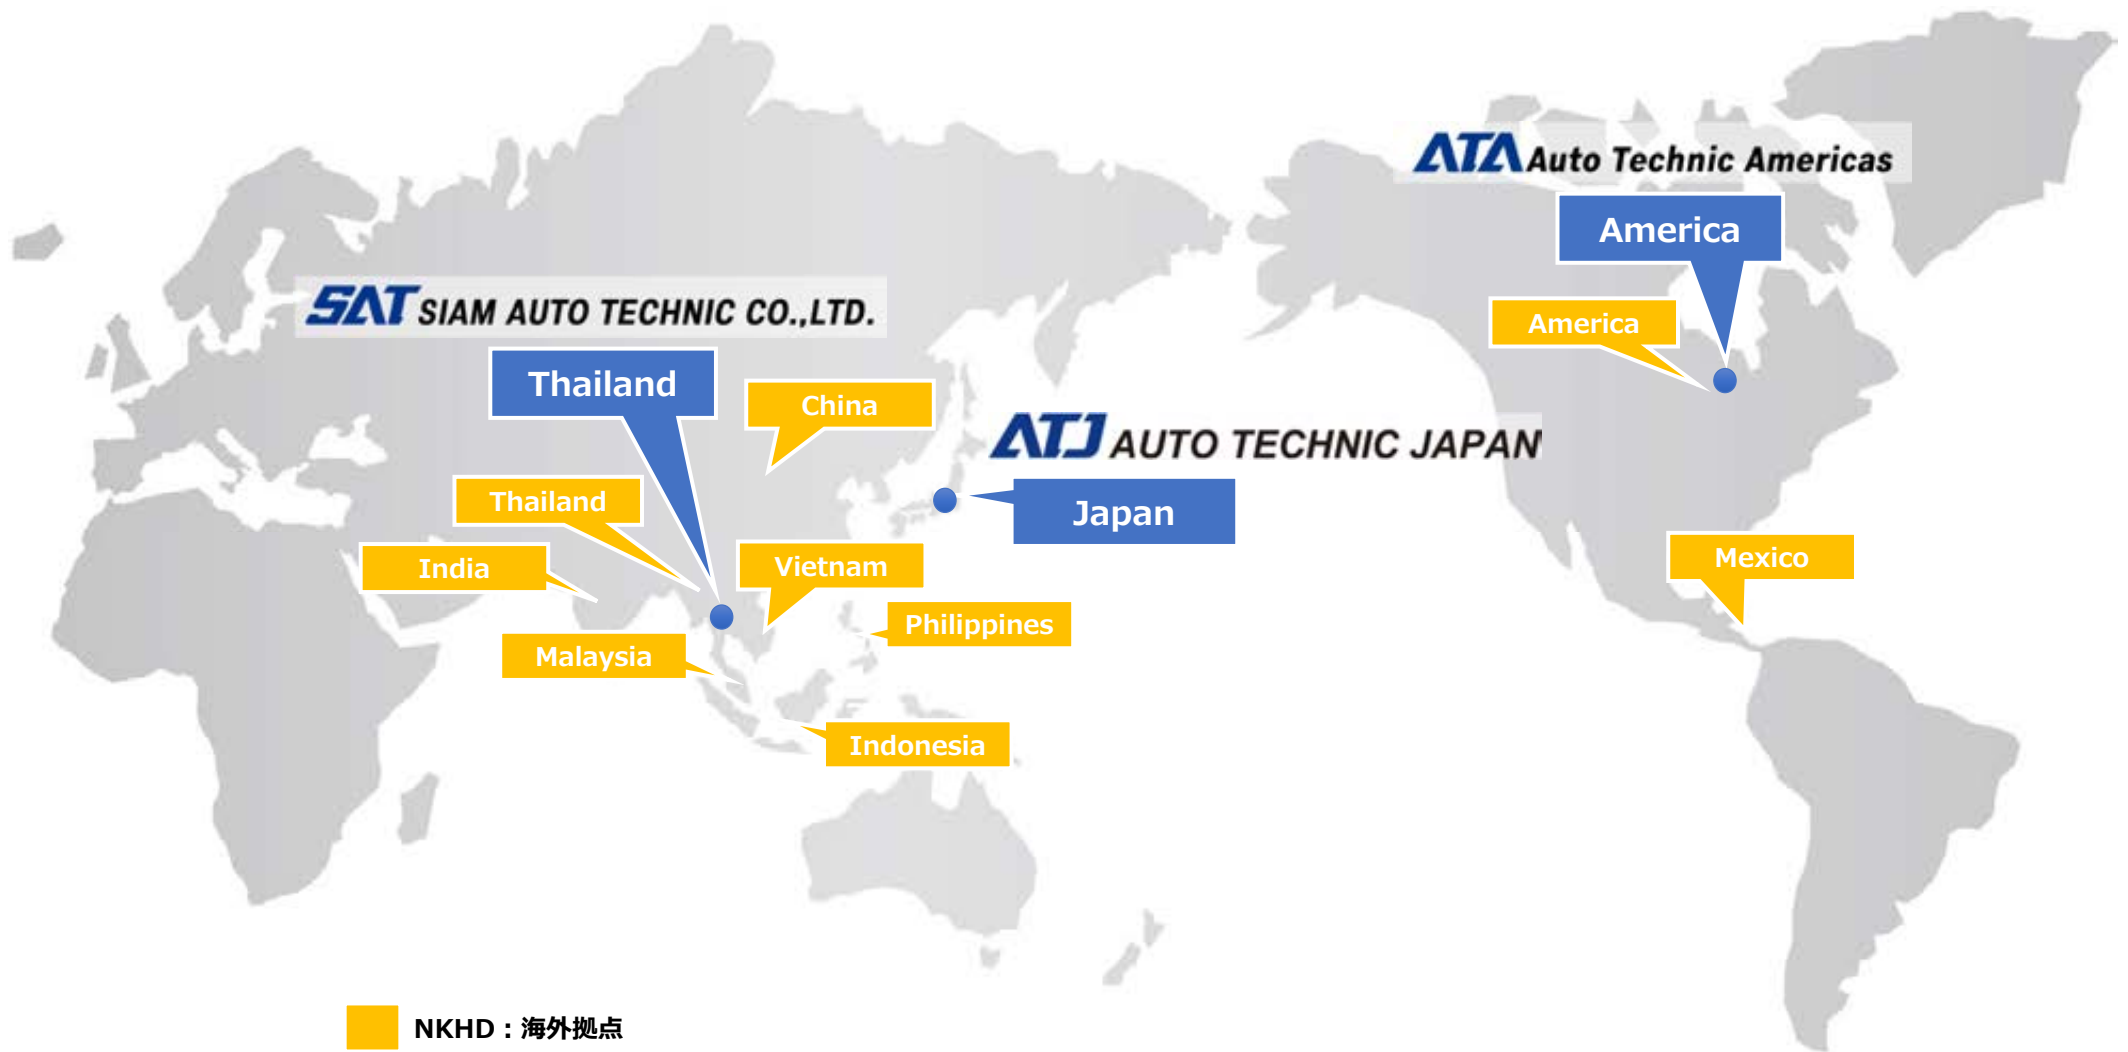 ATA Auto Technic Americas
America
America
SAT SIAM AUTO TECHNIC CO.,LTD.
Thailand
China
ATJ AUTO TECHNIC JAPAN
Thailand
Japan
India
Vietnam
Mexico
Philippines
Malaysia
Indonesia
NKHD：海外拠点